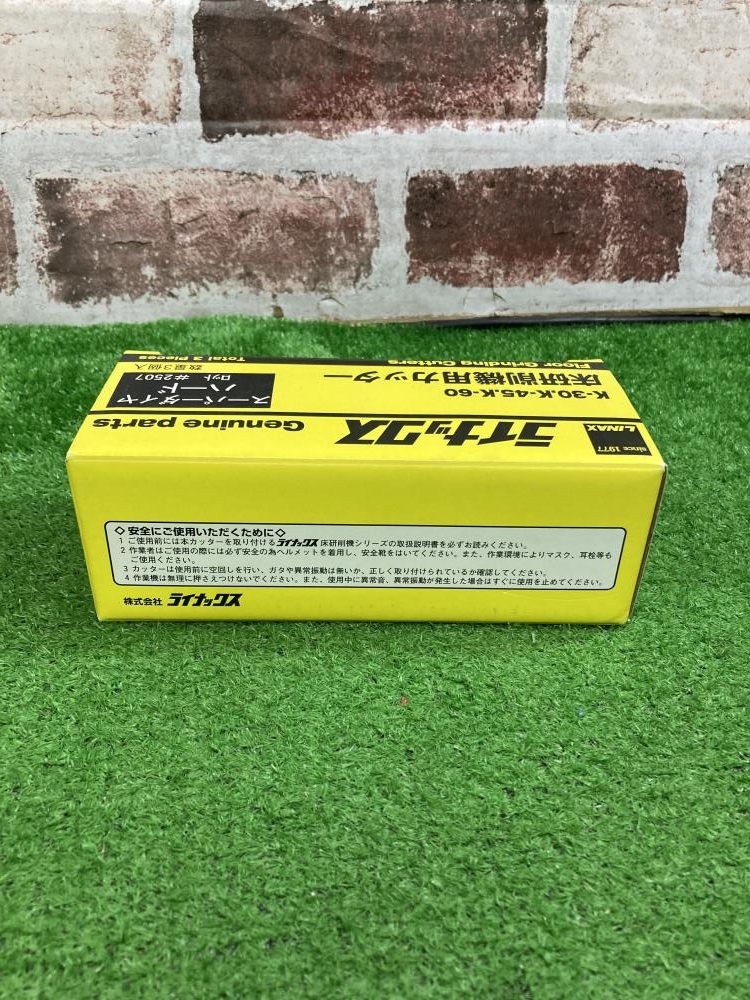 Floor Grinding Cutters
Total 3 Pieces
床研削機用カッター
数量3個入
K-30.K-45.K-60
スーパーダイヤ
ハード
ロット #2507
since 1977
LINAX
ライナックス
Genuine parts
◇安全にご使用いただくために◇
1 ご使用前には本カッターを取り付けるライナックス床研削機シリーズの取扱説明書を必ずお読みください。
2 作業者はご使用の際には必ず安全の為ヘルメットを着用し、安全靴をはいてください。また、作業環境によりマスク、耳栓等も
ご使用ください。
3 カッターは使用前に空回しを行い、ガタや異常振動は無いか、正しく取り付けられているか確認してください。
4 作業機は無理に押さえつけないでください。また、使用中に異常音、異常振動が発生した場合はすぐに使用を止めてください。
株式会社 ライナックス